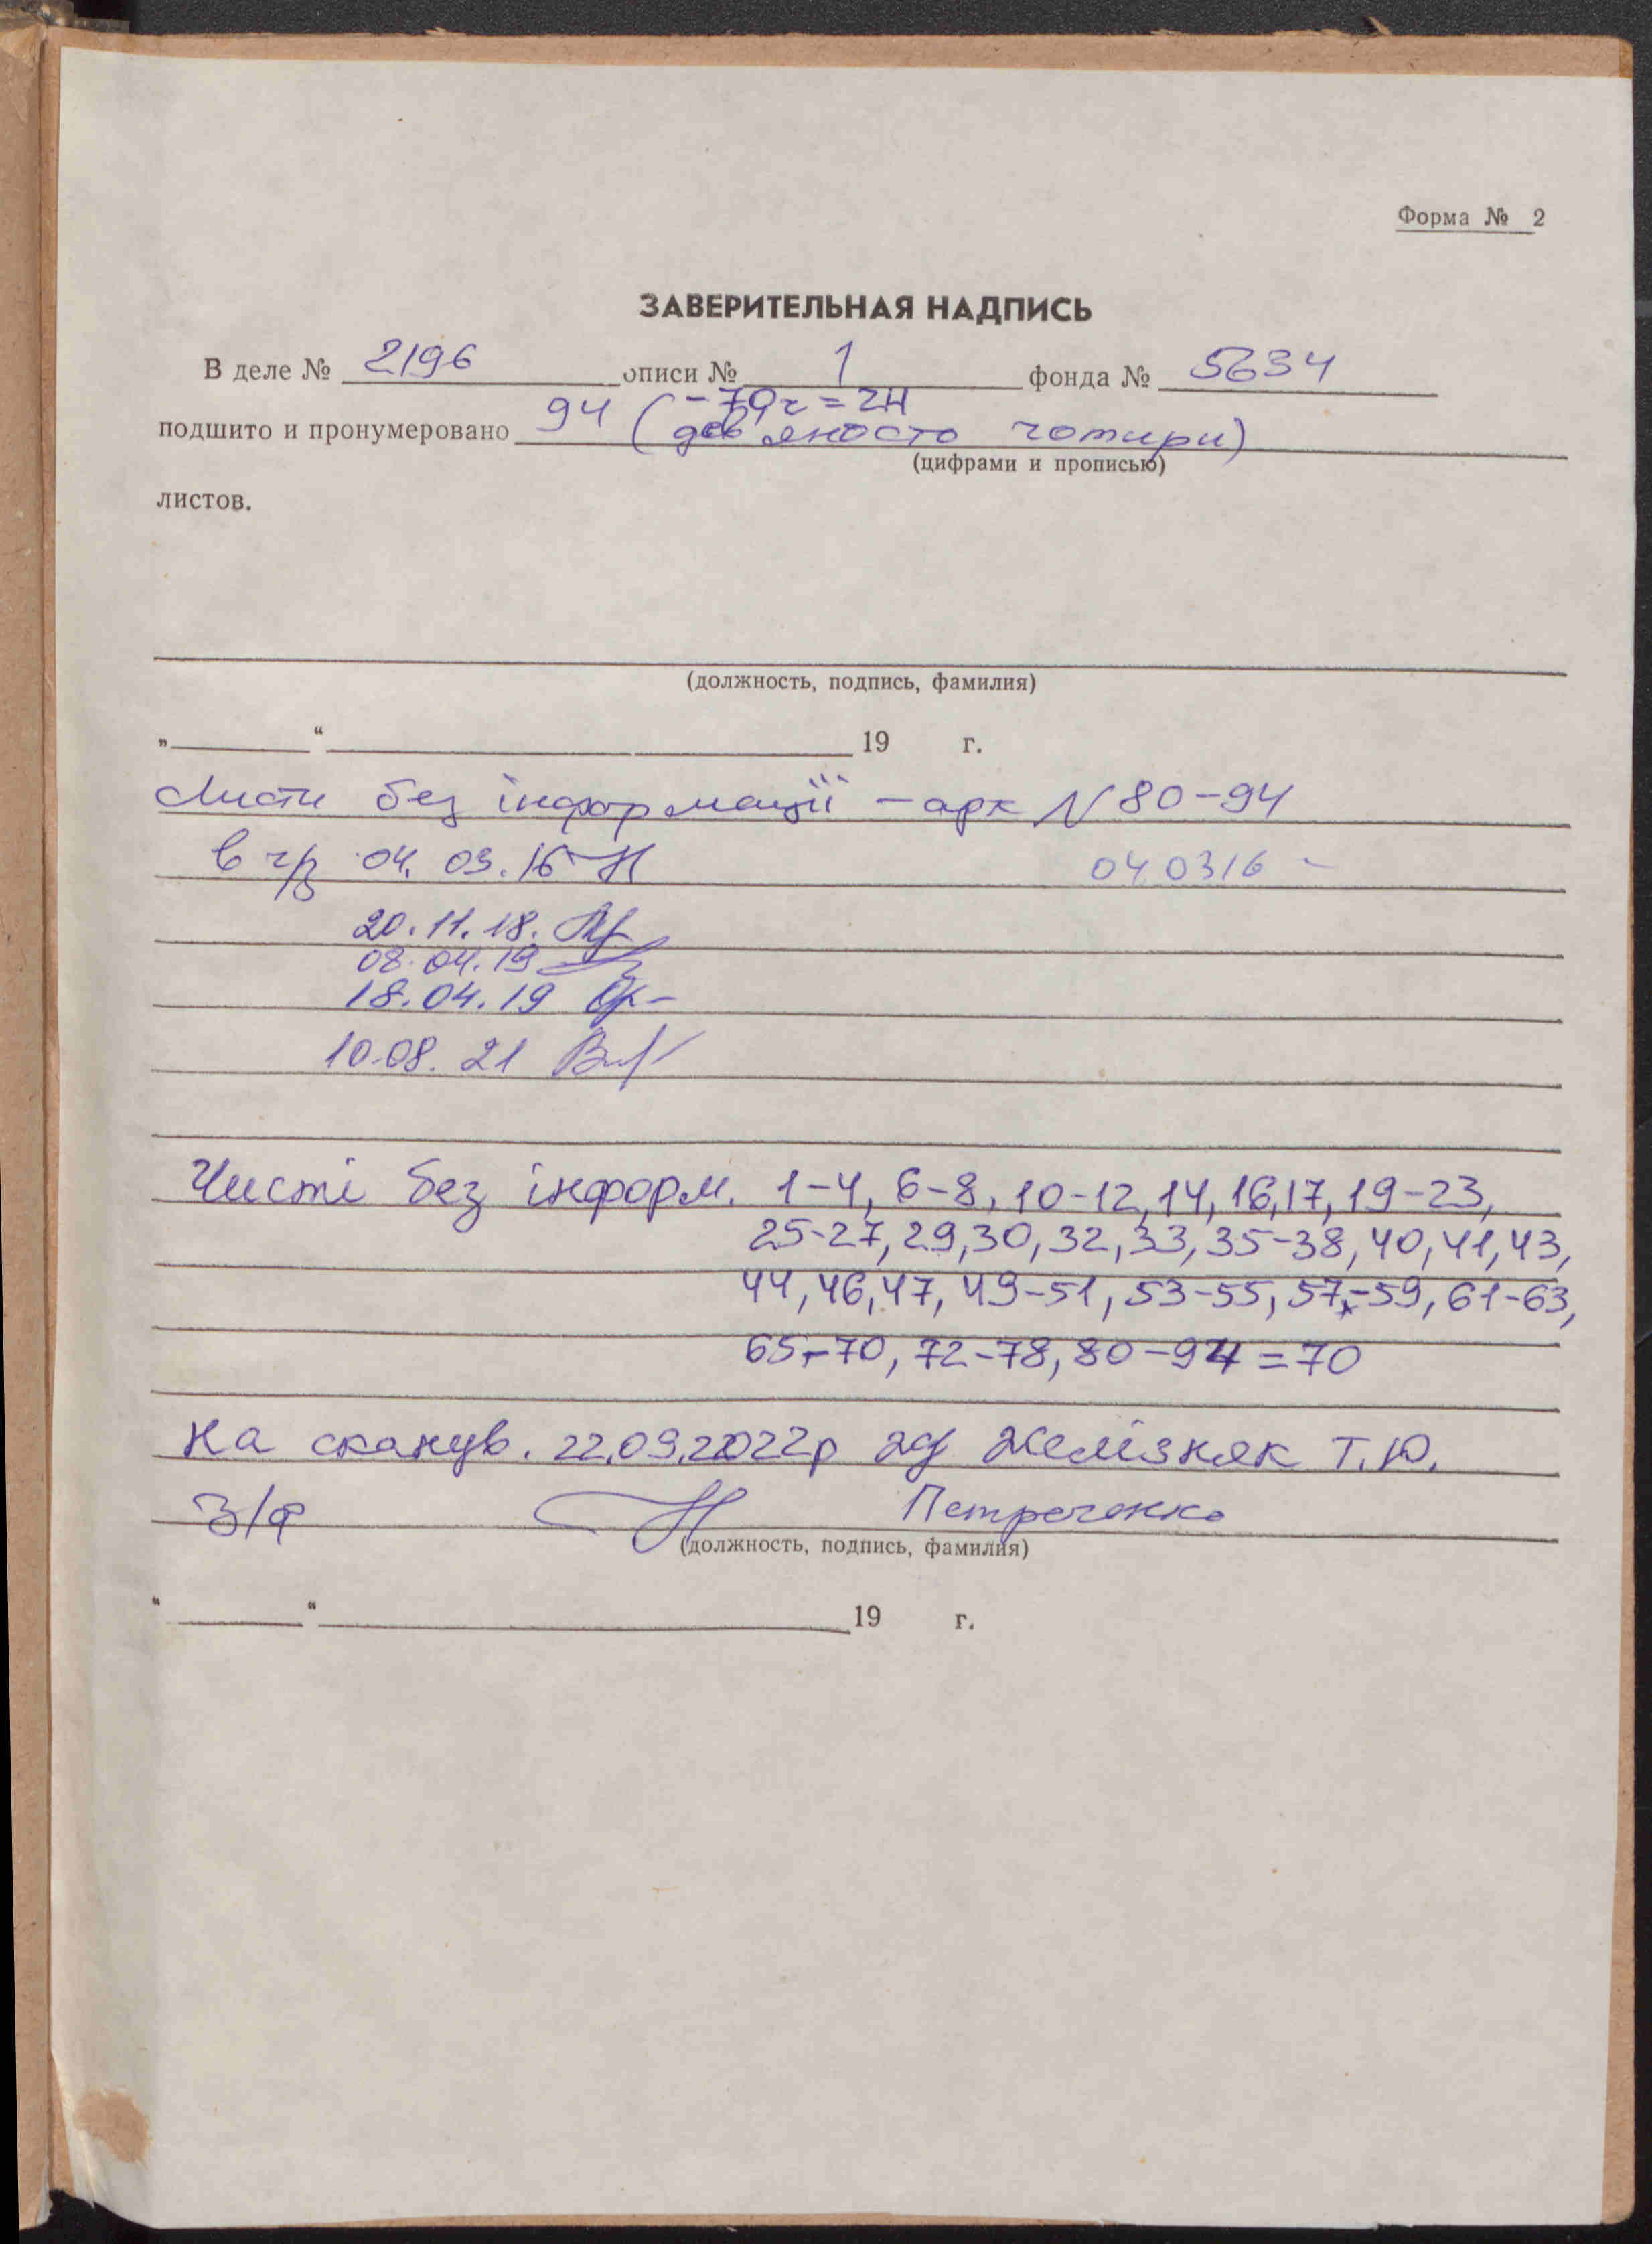 Форма № 2
ЗАВЕРИТЕЛЬНАЯ НАДПИСЬ
В деле № 2196 описи № 1 фонда № 5634
-70ч = 24
подшито и пронумеровано 94 (дев'яносто чотири)
(цифрами и прописью)
листов.
(должность, подпись, фамилия)
„ “ 19 г.
Листи без інформації – арк N 80-94
в ч/з 04.03.16 040316 -
20.11.18.
08.04.19
18.04.19
10.08.21
Чисті без інформ. 1-4, 6-8, 10-12, 14, 16,17, 19-23,
25-27, 29, 30, 32, 33, 35-38, 40, 41, 43,
44, 46, 47, 49-51, 53-55, 57-59, 61-63,
65-70, 72-78, 80-94 = 70
На сканув. 22.09.2022р Желізняк Т.Ю.
З/ф Петреченко
(должность, подпись, фамилия)
“ “ 19 г.